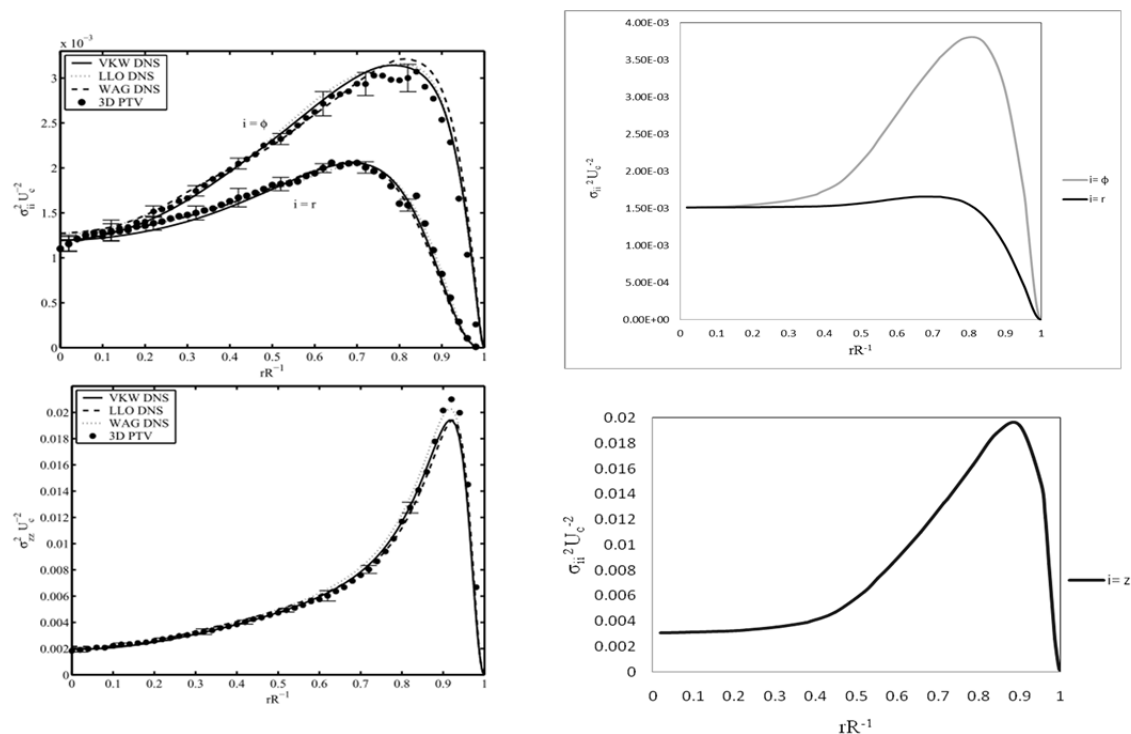 x 10⁻³
3
2.5
2
1.5
1
0.5
0
VKW DNS
LLO DNS
WAG DNS
3D PTV
i = ϕ
i = r
σ²ᵢᵢ U_c⁻²
0 0.1 0.2 0.3 0.4 0.5 0.6 0.7 0.8 0.9 1
rR⁻¹
4.00E-03
3.50E-03
3.00E-03
2.50E-03
2.00E-03
1.50E-03
1.00E-03
5.00E-04
0.00E+00
σᵢᵢ² U_c⁻²
i= ϕ
i= r
0 0.1 0.2 0.3 0.4 0.5 0.6 0.7 0.8 0.9 1
rR⁻¹
0.02
0.018
0.016
0.014
0.012
0.01
0.008
0.006
0.004
0.002
0
VKW DNS
LLO DNS
WAG DNS
3D PTV
σ²_zz U_c⁻²
0 0.1 0.2 0.3 0.4 0.5 0.6 0.7 0.8 0.9 1
rR⁻¹
0.02
0.018
0.016
0.014
0.012
0.01
0.008
0.006
0.004
0.002
0
σᵢᵢ² U_c⁻²
i= z
0 0.1 0.2 0.3 0.4 0.5 0.6 0.7 0.8 0.9 1
rR⁻¹